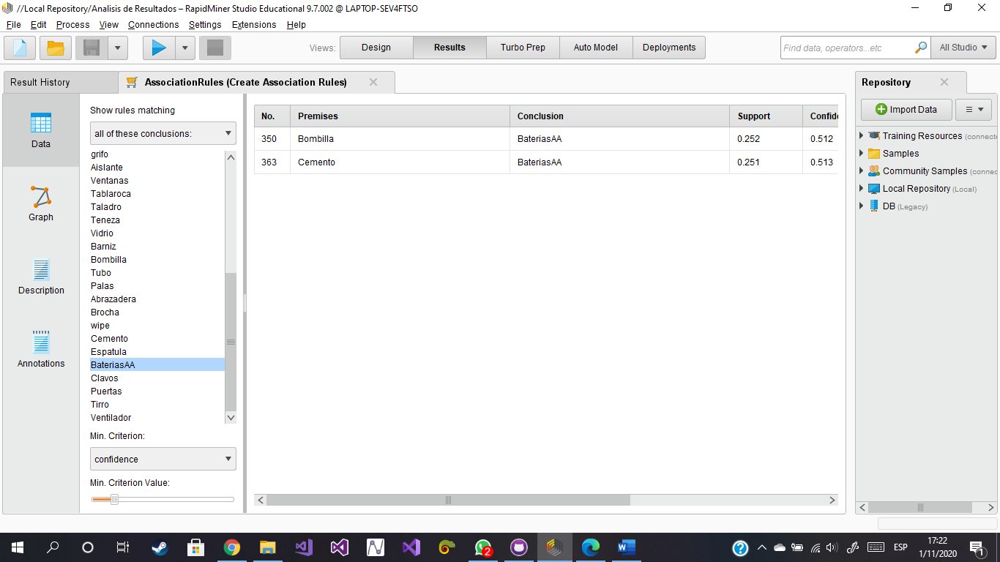 //Local Repository/Analisis de Resultados – RapidMiner Studio Educational 9.7.002 @ LAPTOP-SEV4FTSO
File Edit Process View Connections Settings Extensions Help
Views: Design Results Turbo Prep Auto Model Deployments Find data, operators...etc All Studio
Result History AssociationRules (Create Association Rules) Repository
Import Data
Data
Graph
Description
Annotations
Show rules matching
all of these conclusions:
grifo
Aislante
Ventanas
Tablaroca
Taladro
Teneza
Vidrio
Barniz
Bombilla
Tubo
Palas
Abrazadera
Brocha
wipe
Cemento
Espatula
BateriasAA
Clavos
Puertas
Tirro
Ventilador
Min. Criterion:
confidence
Min. Criterion Value:
No. Premises Conclusion Support Confide
350 Bombilla BateriasAA 0.252 0.512
363 Cemento BateriasAA 0.251 0.513
Training Resources (connecte
Samples
Community Samples (connec
Local Repository (Local)
DB (Legacy)
2 ESP 17:22
1/11/2020 1